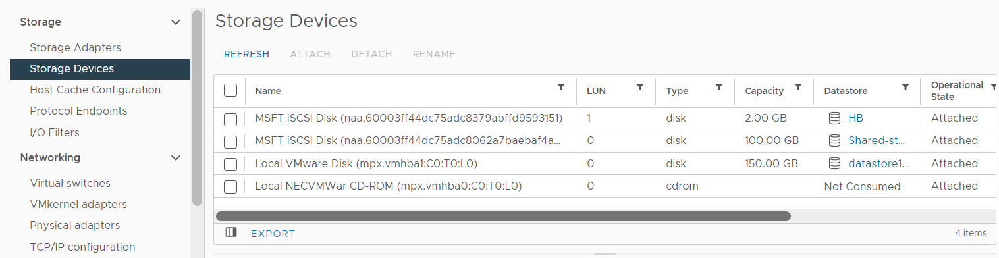 Storage
Storage Adapters
Storage Devices
Host Cache Configuration
Protocol Endpoints
I/O Filters
Networking
Virtual switches
VMkernel adapters
Physical adapters
TCP/IP configuration
Storage Devices
REFRESH ATTACH DETACH RENAME
Name LUN Type Capacity Datastore Operational State
MSFT iSCSI Disk (naa.60003ff44dc75adc8379abffd9593151) 1 disk 2.00 GB HB Attached
MSFT iSCSI Disk (naa.60003ff44dc75adc8062a7baebaf4a... 0 disk 100.00 GB Shared-st... Attached
Local VMware Disk (mpx.vmhba1:C0:T0:L0) 0 disk 150.00 GB datastore1... Attached
Local NECVMWar CD-ROM (mpx.vmhba0:C0:T0:L0) 0 cdrom Not Consumed Attached
EXPORT 4 items